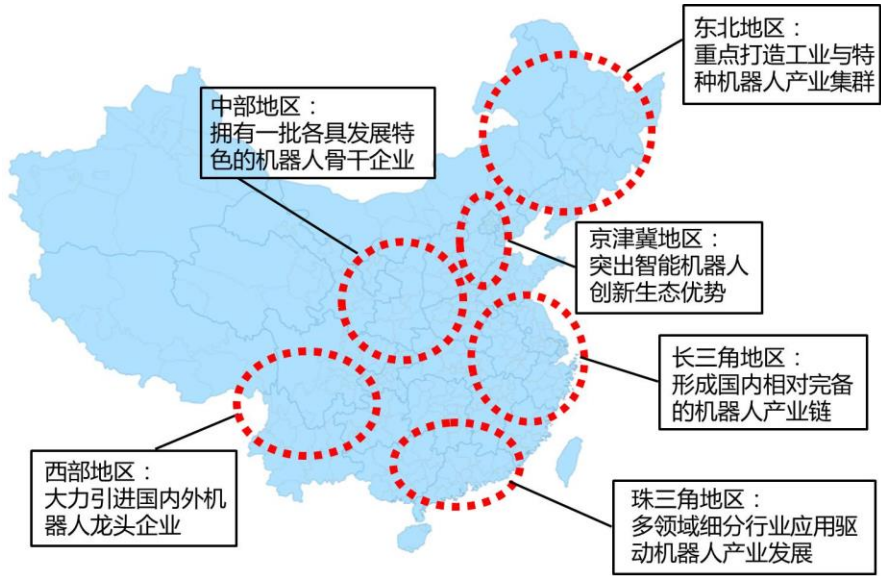 东北地区：
重点打造工业与特
种机器人产业集群
中部地区：
拥有一批各具发展特
色的机器人骨干企业
京津冀地区：
突出智能机器人
创新生态优势
长三角地区：
形成国内相对完备
的机器人产业链
西部地区：
大力引进国内外机
器人龙头企业
珠三角地区：
多领域细分行业应用驱
动机器人产业发展